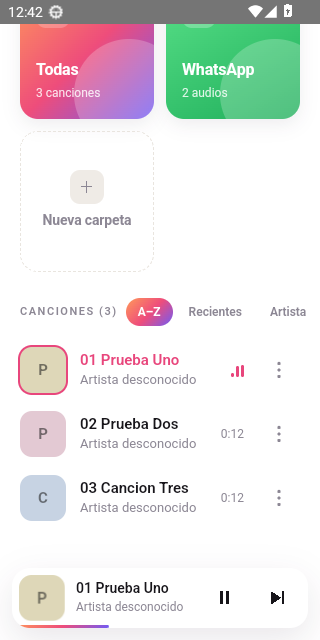 12:42
Todas
3 canciones
WhatsApp
2 audios
Nueva carpeta
CANCIONES (3)
A–Z
Recientes
Artista
P
01 Prueba Uno
Artista desconocido
P
02 Prueba Dos
Artista desconocido
0:12
C
03 Cancion Tres
Artista desconocido
0:12
P
01 Prueba Uno
Artista desconocido